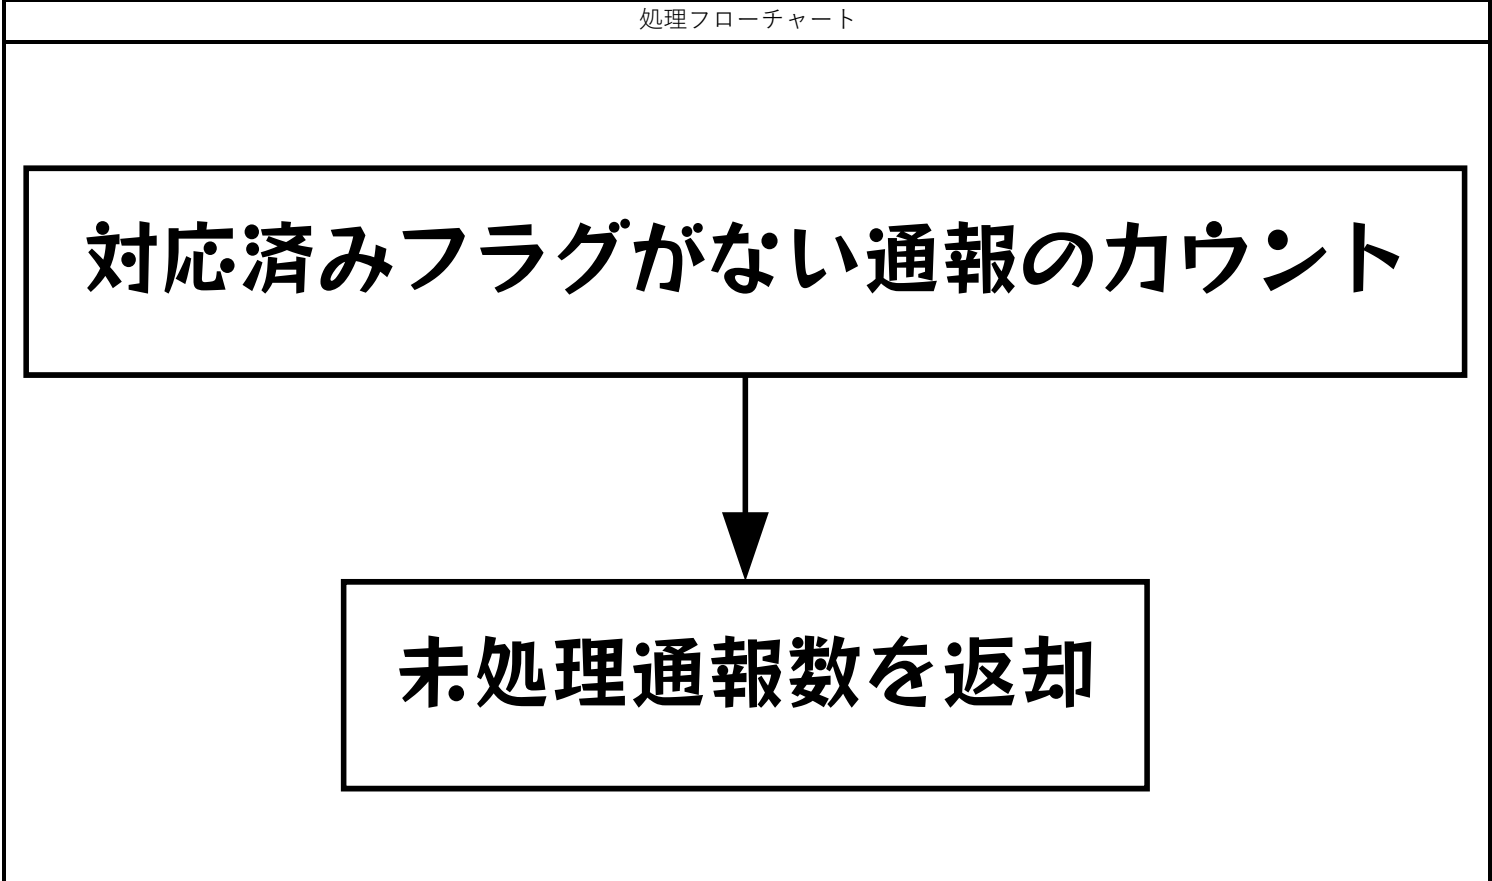 処理フローチャート
対応済みフラグがない通報のカウント
未処理通報数を返却